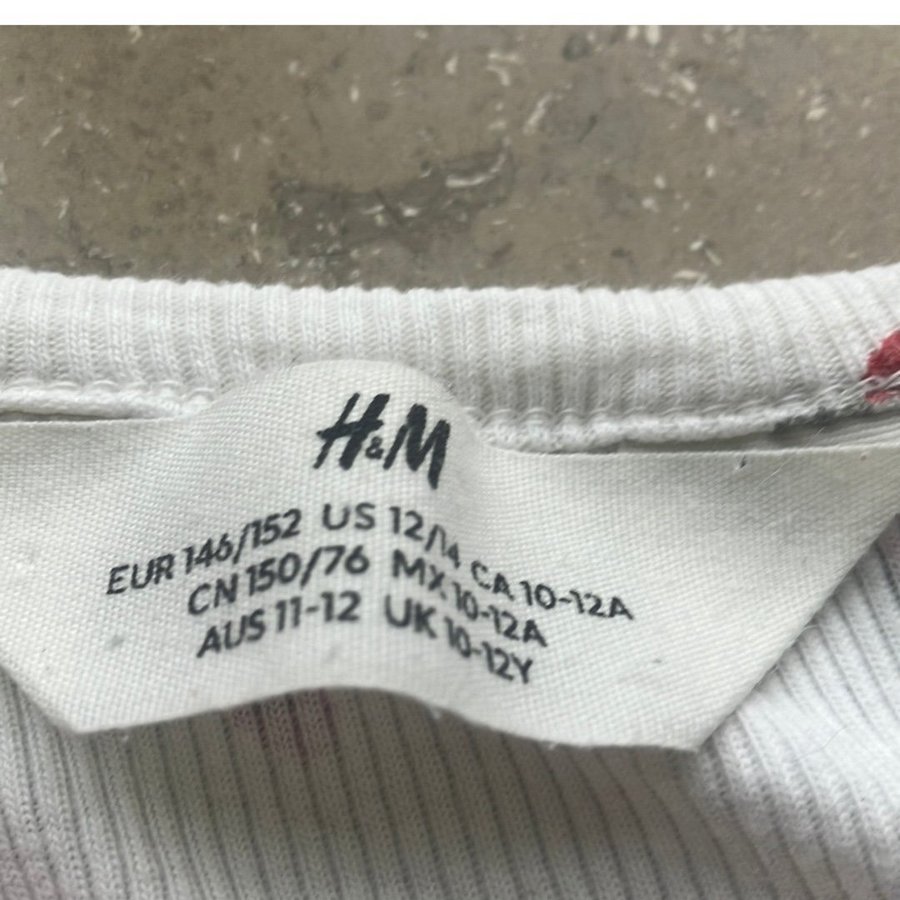 H&M
EUR 146/152 US 12/14 CA 10-12A
CN 150/76 MX 10-12A
AUS 11-12 UK 10-12Y